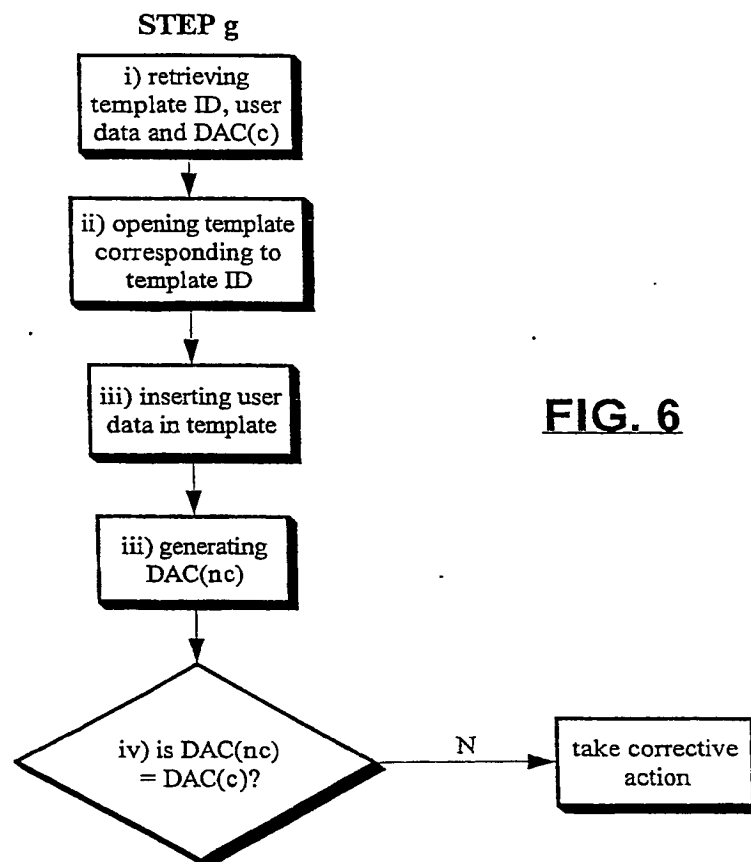 STEP g
i) retrieving
template ID, user
data and DAC(c)
ii) opening template
corresponding to
template ID
iii) inserting user
data in template
FIG. 6
iii) generating
DAC(nc)
iv) is DAC(nc)
= DAC(c)?
N
take corrective
action